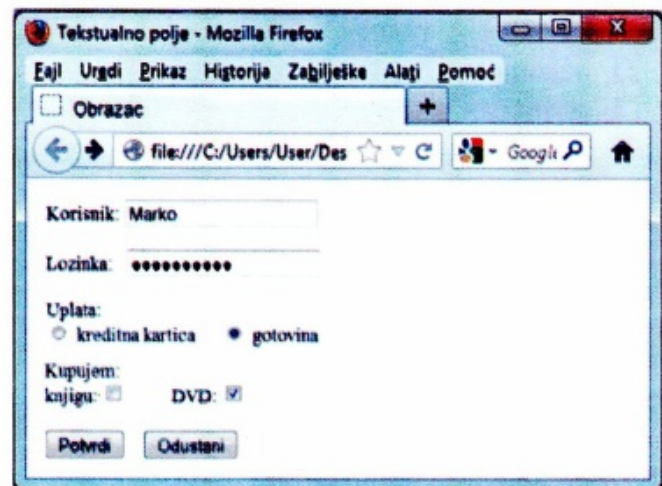 Tekstualno polje - Mozilla Firefox
Fajl Uredi Prikaz Historija Zabilješke Alati Pomoć
Obrazac
file:///C:/Users/User/Des
Google
Korisnik: Marko
Lozinka: ●●●●●●●●●●
Uplata:
kreditna kartica gotovina
Kupujem:
knjigu: DVD:
Potvrdi Odustani